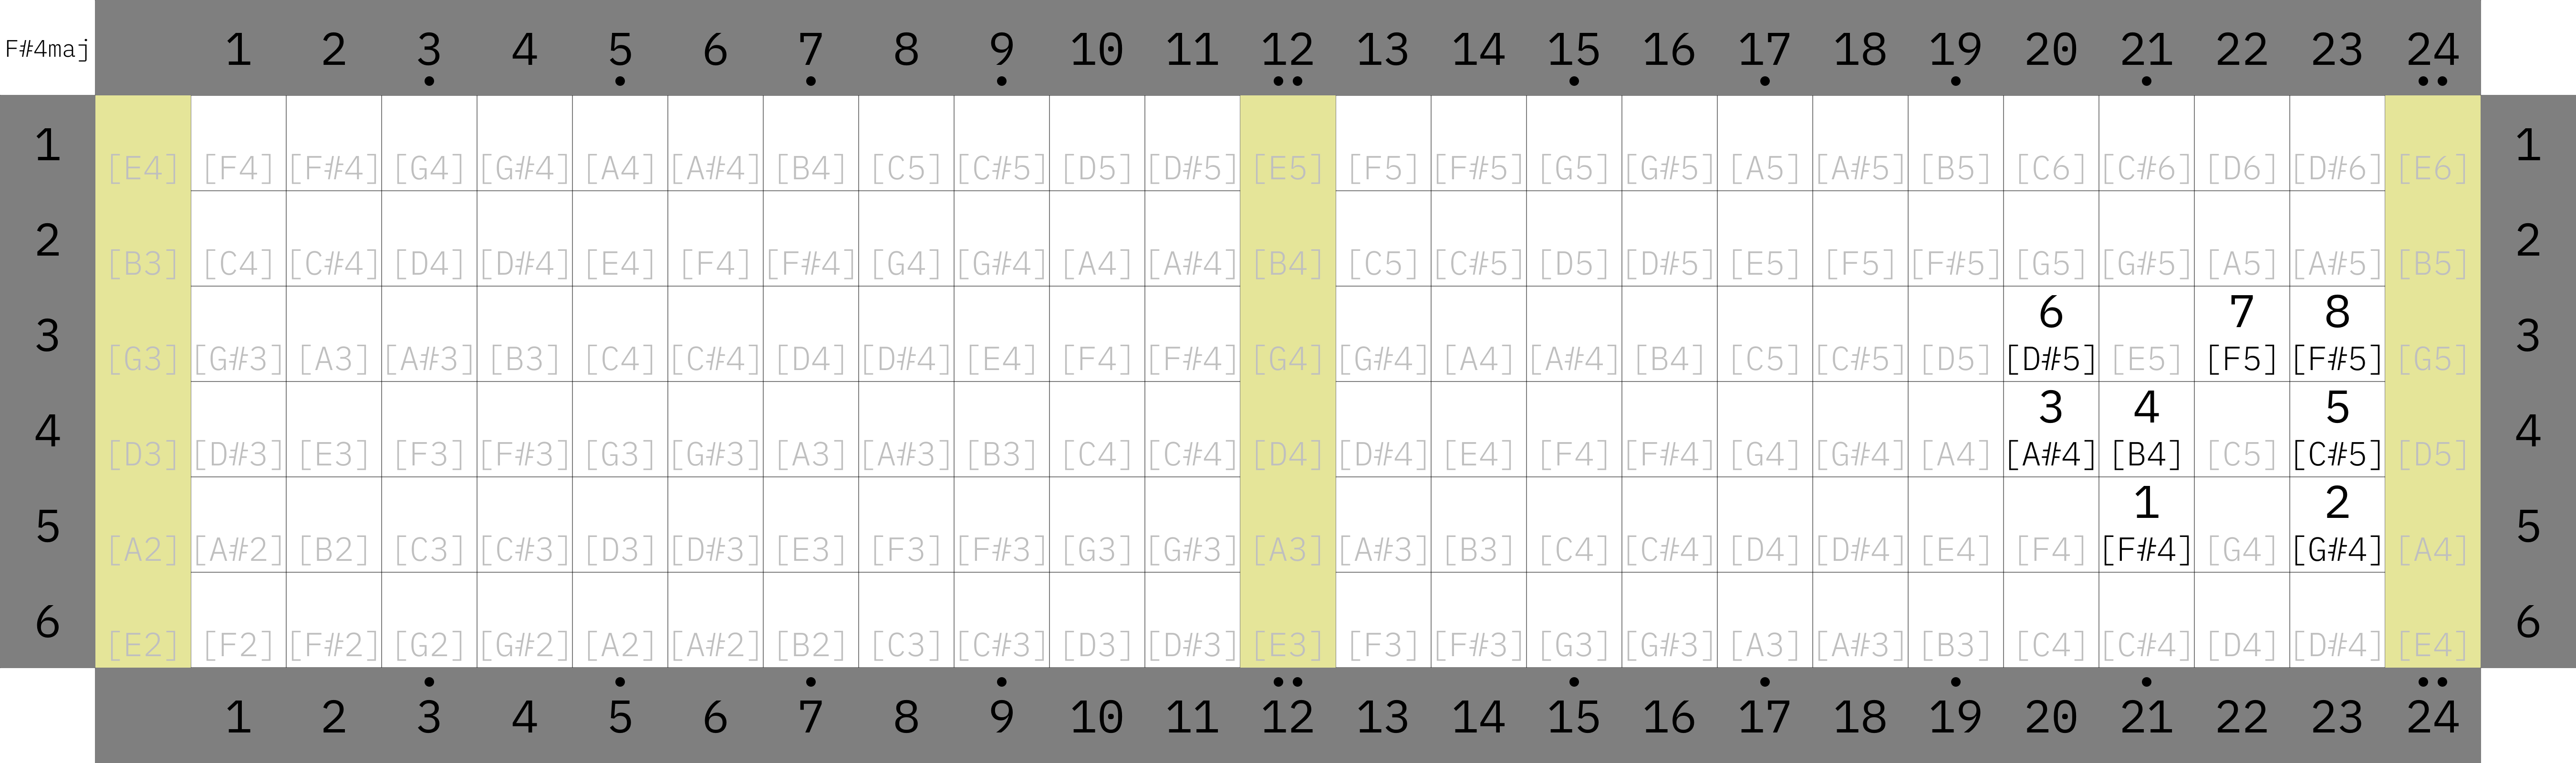 F#4maj 1 2 3 4 5 6 7 8 9 10 11 12 13 14 15 16 17 18 19 20 21 22 23 24
1 [E4] [F4] [F#4] [G4] [G#4] [A4] [A#4] [B4] [C5] [C#5] [D5] [D#5] [E5] [F5] [F#5] [G5] [G#5] [A5] [A#5] [B5] [C6] [C#6] [D6] [D#6] [E6] 1
2 [B3] [C4] [C#4] [D4] [D#4] [E4] [F4] [F#4] [G4] [G#4] [A4] [A#4] [B4] [C5] [C#5] [D5] [D#5] [E5] [F5] [F#5] [G5] [G#5] [A5] [A#5] [B5] 2
6 7 8
3 [G3] [G#3] [A3] [A#3] [B3] [C4] [C#4] [D4] [D#4] [E4] [F4] [F#4] [G4] [G#4] [A4] [A#4] [B4] [C5] [C#5] [D5] [D#5] [E5] [F5] [F#5] [G5] 3
3 4 5
4 [D3] [D#3] [E3] [F3] [F#3] [G3] [G#3] [A3] [A#3] [B3] [C4] [C#4] [D4] [D#4] [E4] [F4] [F#4] [G4] [G#4] [A4] [A#4] [B4] [C5] [C#5] [D5] 4
1 2
5 [A2] [A#2] [B2] [C3] [C#3] [D3] [D#3] [E3] [F3] [F#3] [G3] [G#3] [A3] [A#3] [B3] [C4] [C#4] [D4] [D#4] [E4] [F4] [F#4] [G4] [G#4] [A4] 5
6 [E2] [F2] [F#2] [G2] [G#2] [A2] [A#2] [B2] [C3] [C#3] [D3] [D#3] [E3] [F3] [F#3] [G3] [G#3] [A3] [A#3] [B3] [C4] [C#4] [D4] [D#4] [E4] 6
1 2 3 4 5 6 7 8 9 10 11 12 13 14 15 16 17 18 19 20 21 22 23 24